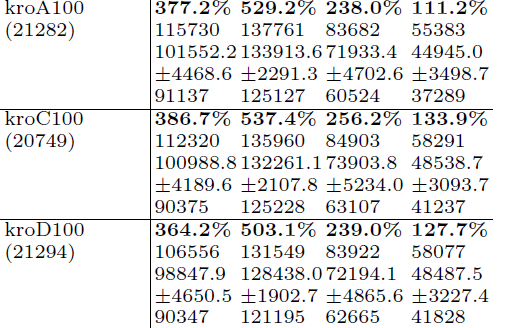 kroA100 377.2% 529.2% 238.0% 111.2%
(21282) 115730 137761 83682 55383
101552.2 133913.6 71933.4 44945.0
±4468.6 ±2291.3 ±4702.6 ±3498.7
91137 125127 60524 37289
kroC100 386.7% 537.4% 256.2% 133.9%
(20749) 112320 135960 84903 58291
100988.8 132261.1 73903.8 48538.7
±4189.6 ±2107.8 ±5234.0 ±3093.7
90375 125228 63107 41237
kroD100 364.2% 503.1% 239.0% 127.7%
(21294) 106556 131549 83922 58077
98847.9 128438.0 72194.1 48487.5
±4650.5 ±1902.7 ±4865.6 ±3227.4
90347 121195 62665 41828